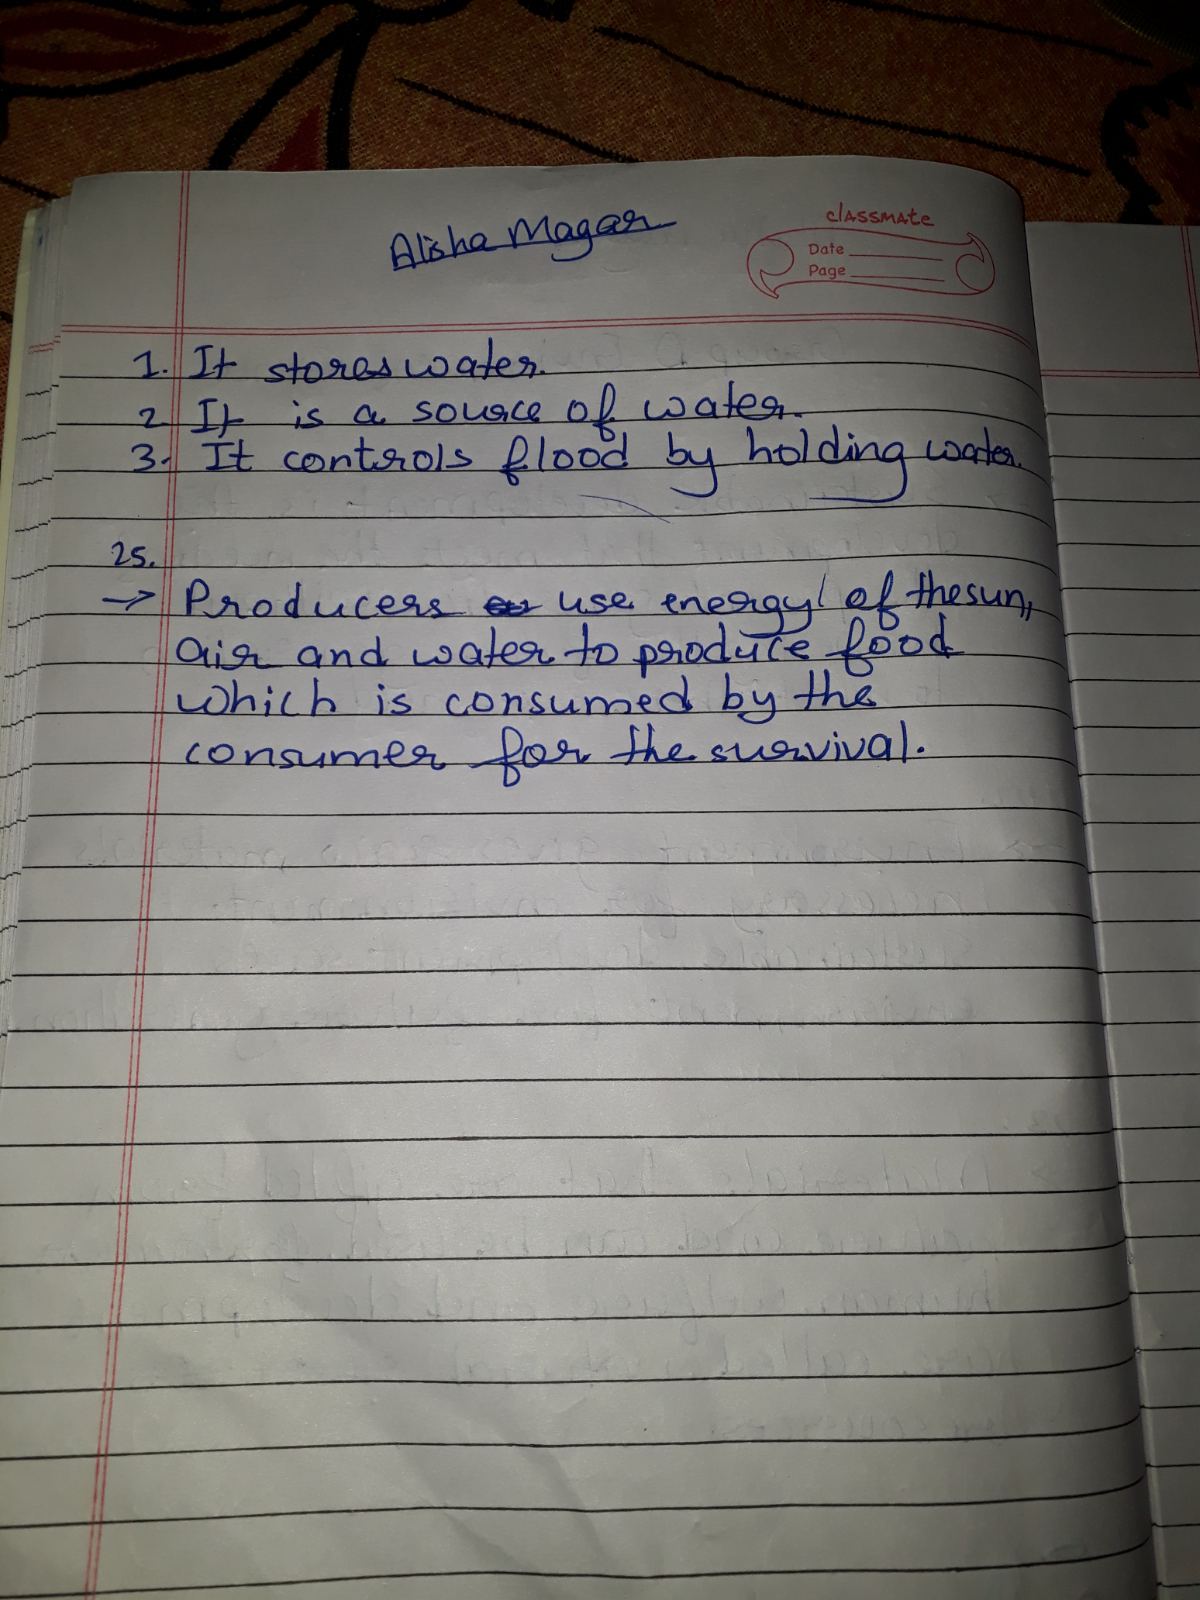 Alisha Magar
classmate
Date
Page
1. It stores water.
2. It is a source of water.
3. It controls flood by holding water.
25.
→ Producers use energy of the sun,
air and water to produce food
which is consumed by the
consumer for the survival.